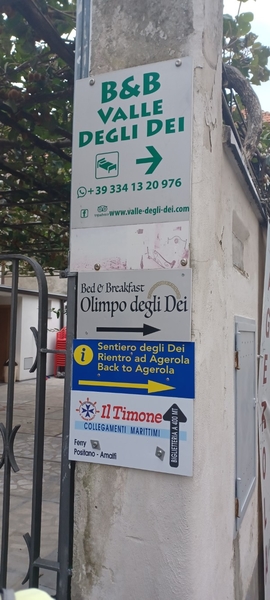 B&B
VALLE
DEGLI DEI
+39 334 13 20 976
www.valle-degli-dei.com
Bed & Breakfast
Olimpo degli Dei
i
Sentiero degli Dei
Rientro ad Agerola
Back to Agerola
Il Timone
COLLEGAMENTI MARITTIMI
Ferry
Positano - Amalfi
BIGLIETTERIA A 400 MT